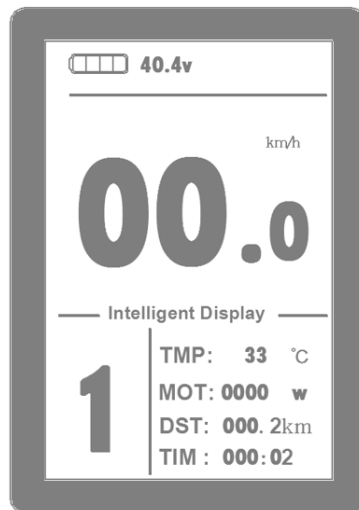 40.4v
km/h
00.0
Intelligent Display
1
TMP: 33 °C
MOT: 0000 w
DST: 000. 2km
TIM : 000:02